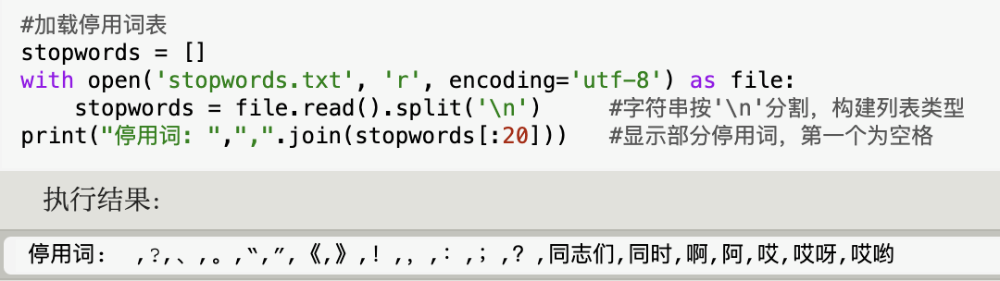 #加载停用词表
stopwords = []
with open('stopwords.txt', 'r', encoding='utf-8') as file:
    stopwords = file.read().split('\n')     #字符串按'\n'分割，构建列表类型
print("停用词: ",",".join(stopwords[:20]))   #显示部分停用词，第一个为空格
执行结果:
停用词:  ,?,、,。,“,”,《,》,！,，,：,；,？,同志们,同时,啊,阿,哎,哎呀,哎哟